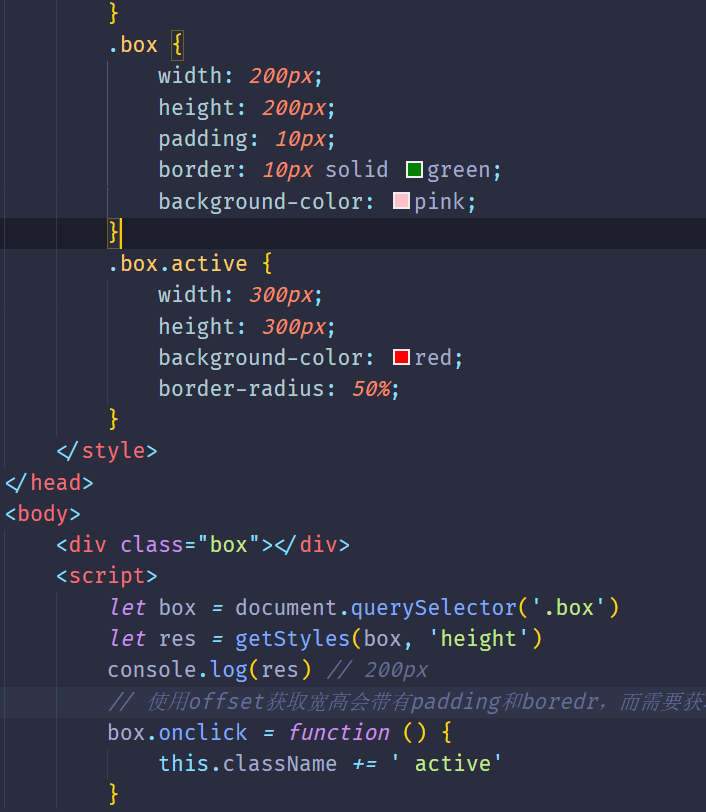 }
.box {
width: 200px;
height: 200px;
padding: 10px;
border: 10px solid green;
background-color: pink;
}
.box.active {
width: 300px;
height: 300px;
background-color: red;
border-radius: 50%;
}
</style>
</head>
<body>
<div class="box"></div>
<script>
let box = document.querySelector('.box')
let res = getStyles(box, 'height')
console.log(res) // 200px
// 使用offset获取宽高会带有padding和boredr，而需要获
box.onclick = function () {
this.className += ' active'
}